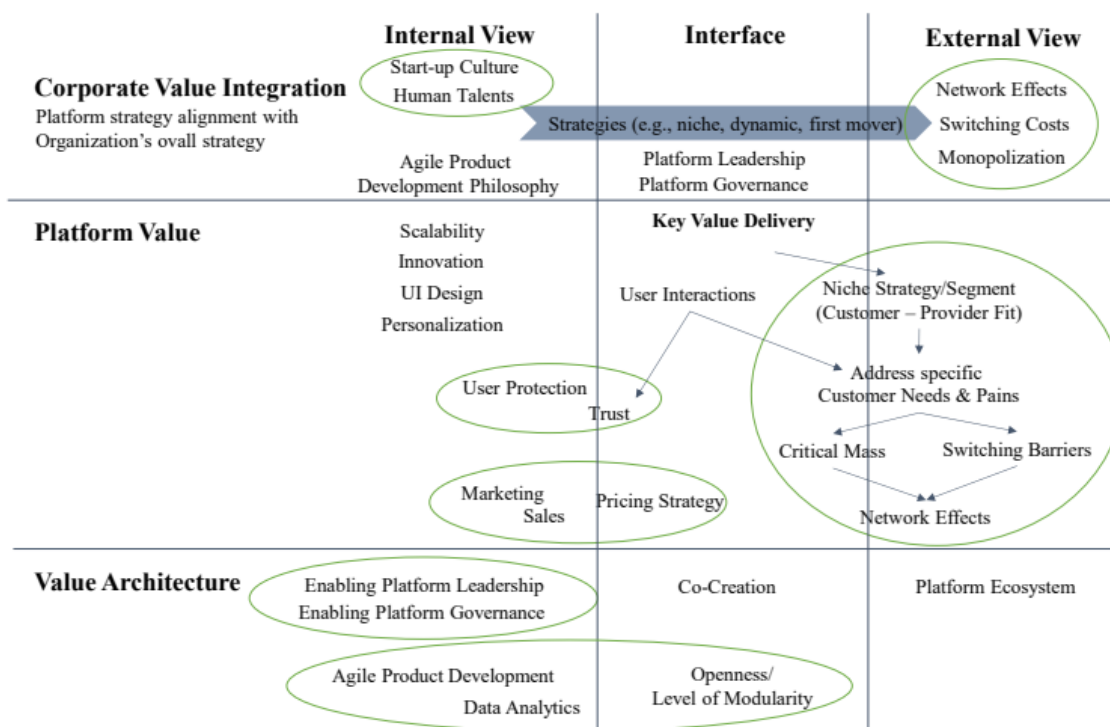 Internal View
Interface
External View
Corporate Value Integration
Platform strategy alignment with
Organization's ovall strategy
Start-up Culture
Human Talents
Strategies (e.g., niche, dynamic, first mover)
Network Effects
Switching Costs
Monopolization
Agile Product
Development Philosophy
Platform Leadership
Platform Governance
Platform Value
Scalability
Innovation
UI Design
Personalization
Key Value Delivery
User Interactions
Niche Strategy/Segment
(Customer – Provider Fit)
Address specific
Customer Needs & Pains
User Protection
Trust
Critical Mass
Switching Barriers
Marketing
Sales
Pricing Strategy
Network Effects
Value Architecture
Enabling Platform Leadership
Enabling Platform Governance
Co-Creation
Platform Ecosystem
Agile Product Development
Data Analytics
Openness/
Level of Modularity